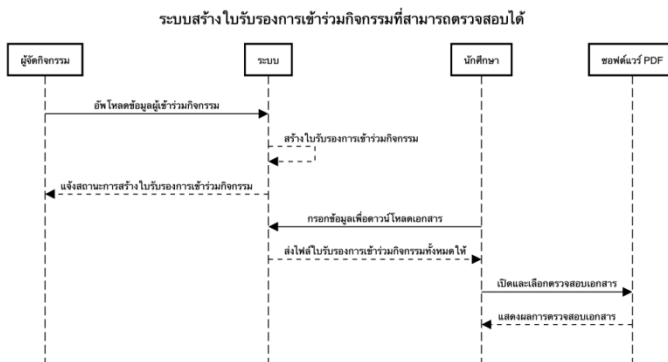 ระบบสร้างใบรับรองการเข้าร่วมกิจกรรมที่สามารถตรวจสอบได้
ผู้จัดกิจกรรม
ระบบ
นักศึกษา
ซอฟต์แวร์ PDF
อัพโหลดข้อมูลผู้เข้าร่วมกิจกรรม
สร้างใบรับรองการเข้าร่วมกิจกรรม
แจ้งสถานะการสร้างใบรับรองการเข้าร่วมกิจกรรม
กรอกข้อมูลเพื่อดาวน์โหลดเอกสาร
ส่งไฟล์ใบรับรองการเข้าร่วมกิจกรรมทั้งหมดให้
เปิดและเลือกตรวจสอบเอกสาร
แสดงผลการตรวจสอบเอกสาร